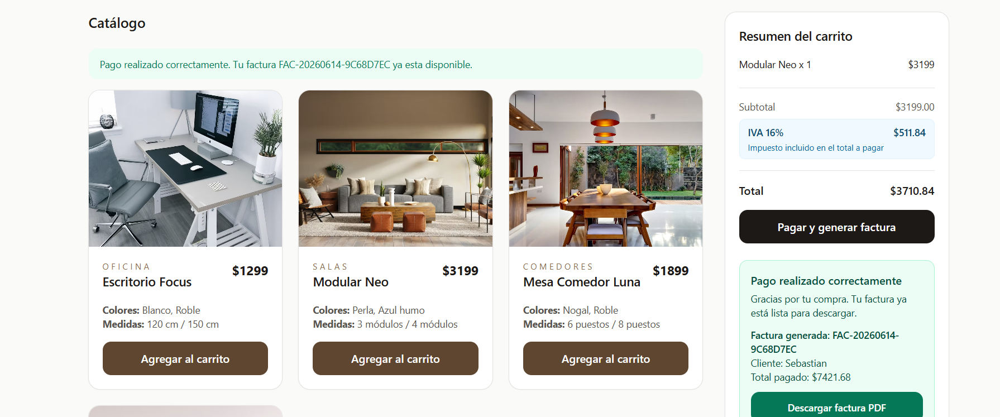 Catálogo
Pago realizado correctamente. Tu factura FAC-20260614-9C68D7EC ya esta disponible.
OFICINA
Escritorio Focus
$1299
Colores: Blanco, Roble
Medidas: 120 cm / 150 cm
Agregar al carrito
SALAS
Modular Neo
$3199
Colores: Perla, Azul humo
Medidas: 3 módulos / 4 módulos
Agregar al carrito
COMEDORES
Mesa Comedor Luna
$1899
Colores: Nogal, Roble
Medidas: 6 puestos / 8 puestos
Agregar al carrito
Resumen del carrito
Modular Neo x 1 $3199
Subtotal $3199.00
IVA 16% $511.84
Impuesto incluido en el total a pagar
Total $3710.84
Pagar y generar factura
Pago realizado correctamente
Gracias por tu compra. Tu factura ya
está lista para descargar.
Factura generada: FAC-20260614-
9C68D7EC
Cliente: Sebastian
Total pagado: $7421.68
Descargar factura PDF